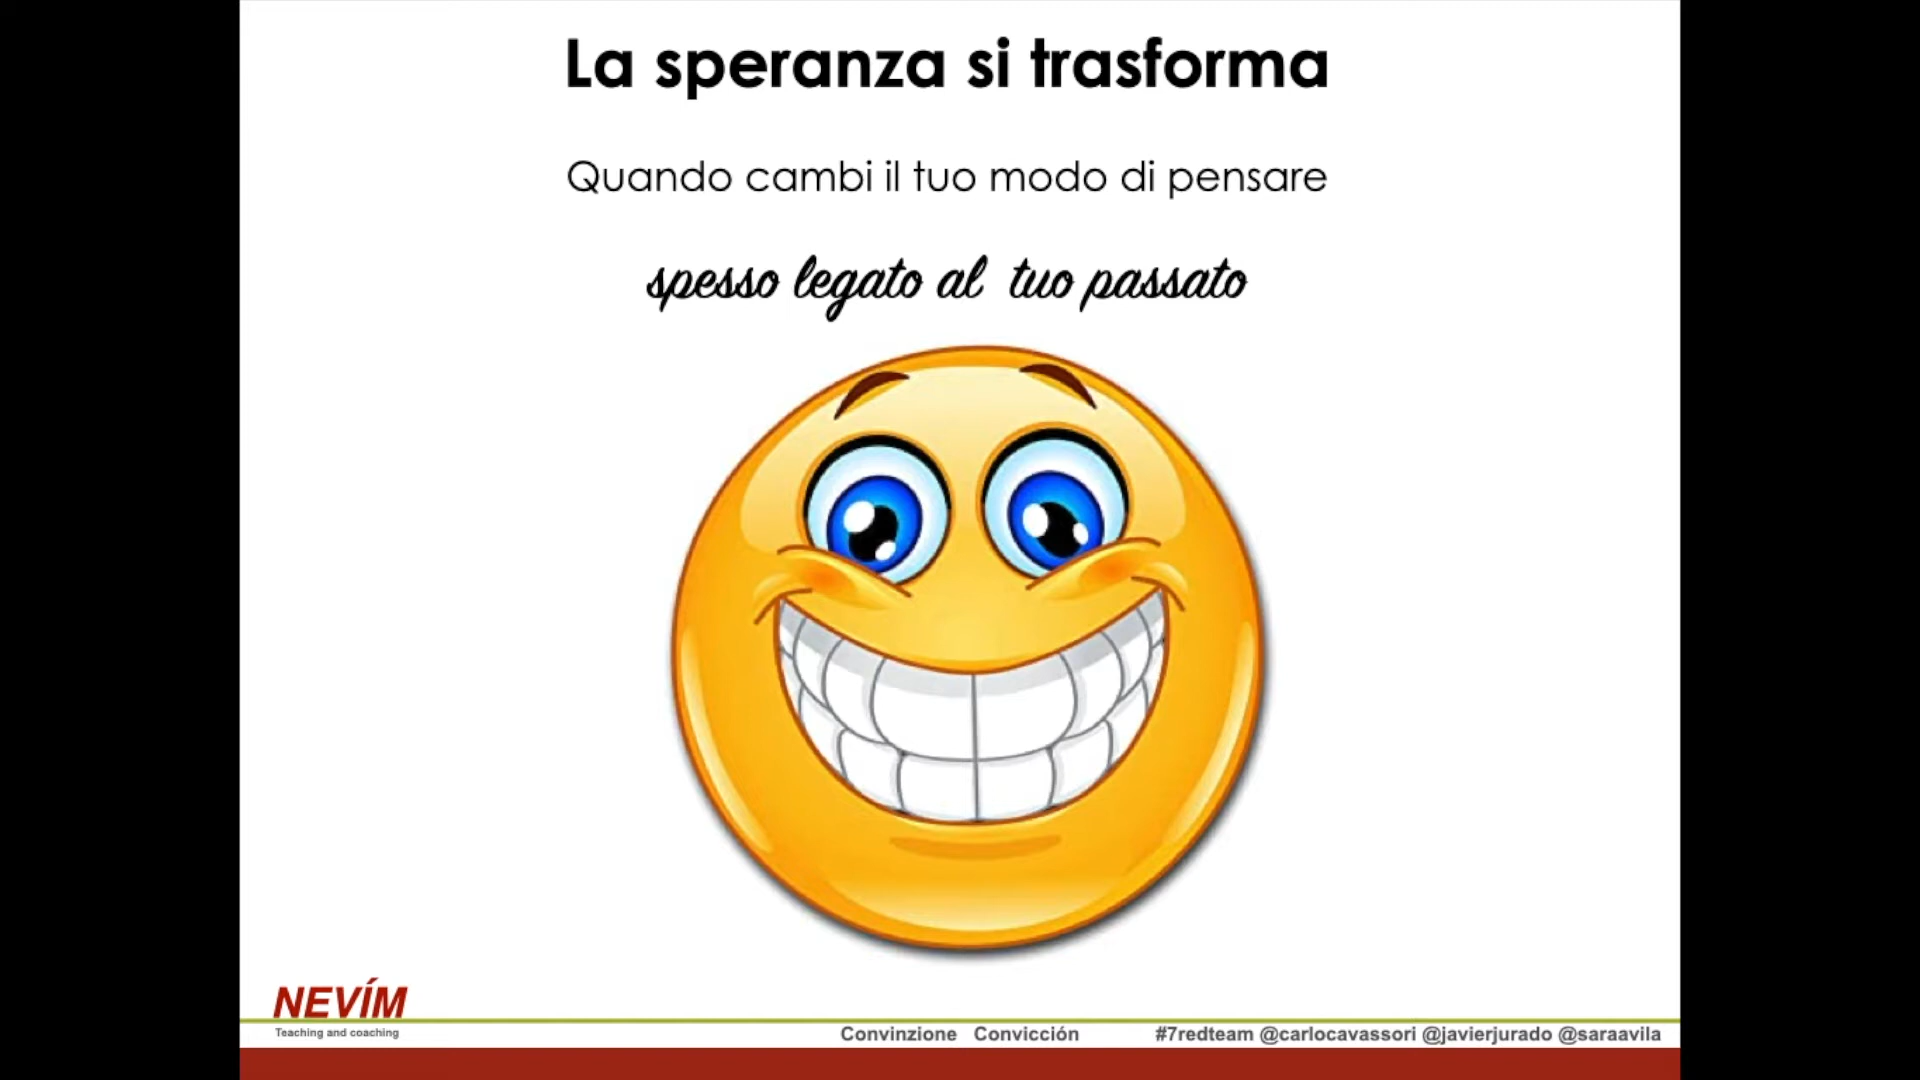 La speranza si trasforma
Quando cambi il tuo modo di pensare
spesso legato al tuo passato
NEVÍM
Teaching and coaching
Convinzione Convicción
#7redteam @carlocavassori @javierjurado @saraavila